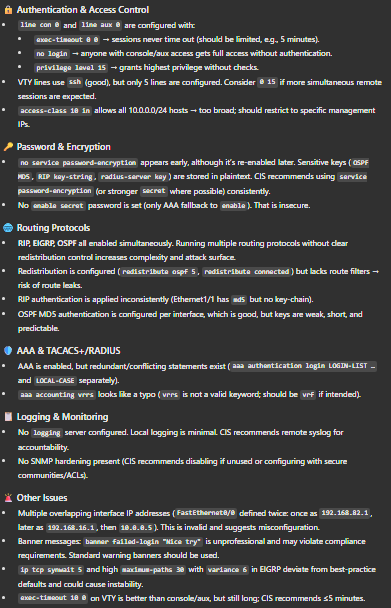 🔒 Authentication & Access Control
• line con 0 and line aux 0 are configured with:
◦ exec-timeout 0 0 → sessions never time out (should be limited, e.g., 5 minutes).
◦ no login → anyone with console/aux access gets full access without authentication.
◦ privilege level 15 → grants highest privilege without checks.
• VTY lines use ssh (good), but only 5 lines are configured. Consider 0 15 if more simultaneous remote
sessions are expected.
• access-class 10 in allows all 10.0.0.0/24 hosts → too broad; should restrict to specific management
IPs.
🔑 Password & Encryption
• no service password-encryption appears early, although it's re-enabled later. Sensitive keys ( OSPF
MD5 , RIP key-string , radius-server key ) are stored in plaintext. CIS recommends using service
password-encryption (or stronger secret where possible) consistently.
• No enable secret password is set (only AAA fallback to enable ). That is insecure.
🌐 Routing Protocols
• RIP, EIGRP, OSPF all enabled simultaneously. Running multiple routing protocols without clear
redistribution control increases complexity and attack surface.
• Redistribution is configured ( redistribute ospf 5 , redistribute connected ) but lacks route filters →
risk of route leaks.
• RIP authentication is applied inconsistently (Ethernet1/1 has md5 but no key-chain).
• OSPF MD5 authentication is configured per interface, which is good, but keys are weak, short, and
predictable.
🛡️ AAA & TACACS+/RADIUS
• AAA is enabled, but redundant/conflicting statements exist ( aaa authentication login LOGIN-LIST …
and LOCAL-CASE separately).
• aaa accounting vrrs looks like a typo ( vrrs is not a valid keyword; should be vrf if intended).
📋 Logging & Monitoring
• No logging server configured. Local logging is minimal. CIS recommends remote syslog for
accountability.
• No SNMP hardening present (CIS recommends disabling if unused or configuring with secure
communities/ACLs).
🚨 Other Issues
• Multiple overlapping interface IP addresses ( FastEthernet0/0 defined twice: once as 192.168.82.1 ,
later as 192.168.16.1 , then 10.0.0.5 ). This is invalid and suggests misconfiguration.
• Banner messages: banner failed-login "Nice try" is unprofessional and may violate compliance
requirements. Standard warning banners should be used.
• ip tcp synwait 5 and high maximum-paths 30 with variance 6 in EIGRP deviate from best-practice
defaults and could cause instability.
• exec-timeout 10 0 on VTY is better than console/aux, but still long; CIS recommends ≤5 minutes.